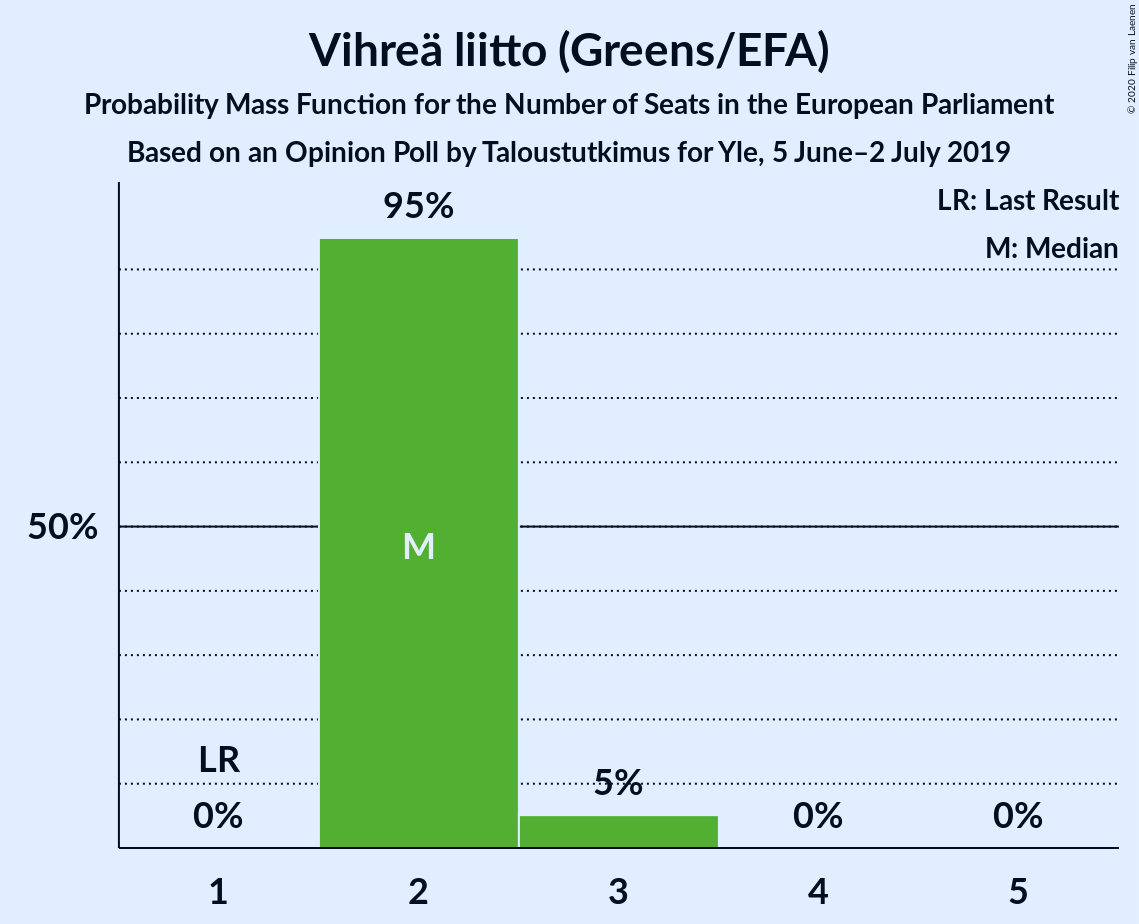 Vihreä liitto (Greens/EFA)
Probability Mass Function for the Number of Seats in the European Parliament
Based on an Opinion Poll by Taloustutkimus for Yle, 5 June–2 July 2019
© 2020 Filip van Laenen
LR: Last Result
M: Median
95%
50%
M
LR
5%
0%
0%
0%
1 2 3 4 5